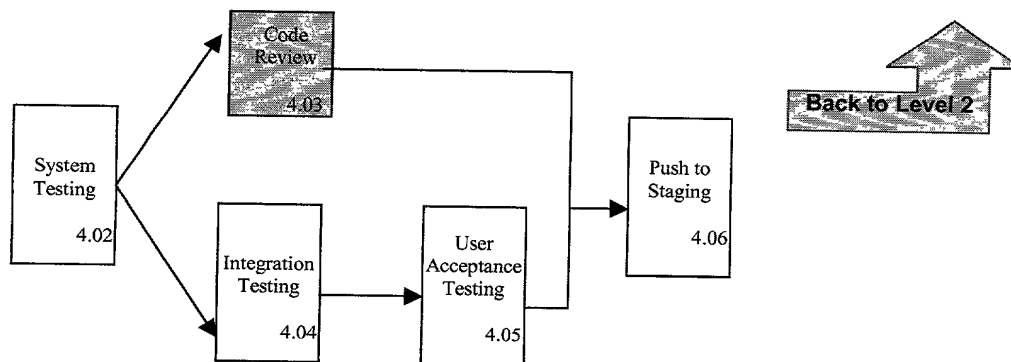 Code
Review
4.03
Back to Level 2
System
Testing
4.02
Push to
Staging
4.06
Integration
Testing
4.04
User
Acceptance
Testing
4.05